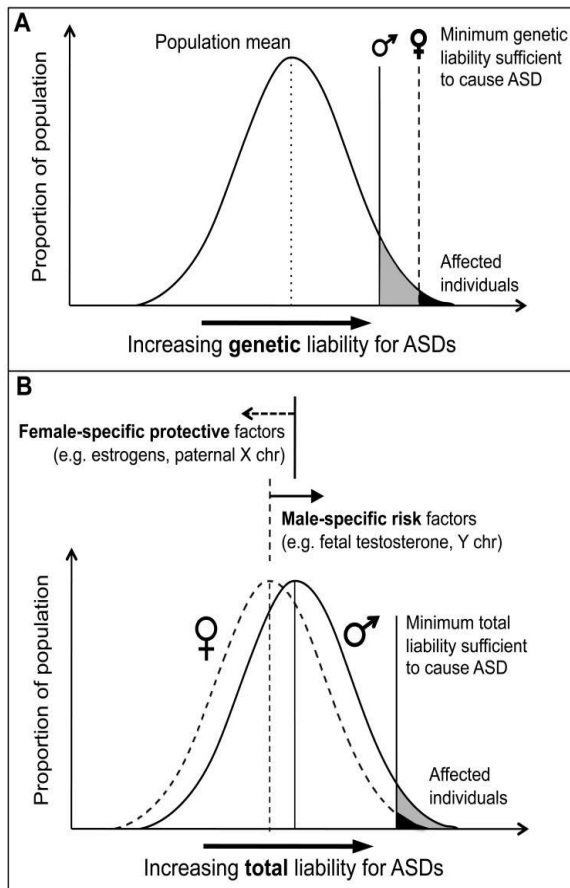 A
Population mean
Minimum genetic
liability sufficient
to cause ASD
Proportion of population
Affected
individuals
Increasing genetic liability for ASDs
B
Female-specific protective factors
(e.g. estrogens, paternal X chr)
Male-specific risk factors
(e.g. fetal testosterone, Y chr)
♀
♂
Minimum total
liability sufficient
to cause ASD
Proportion of population
Affected
individuals
Increasing total liability for ASDs